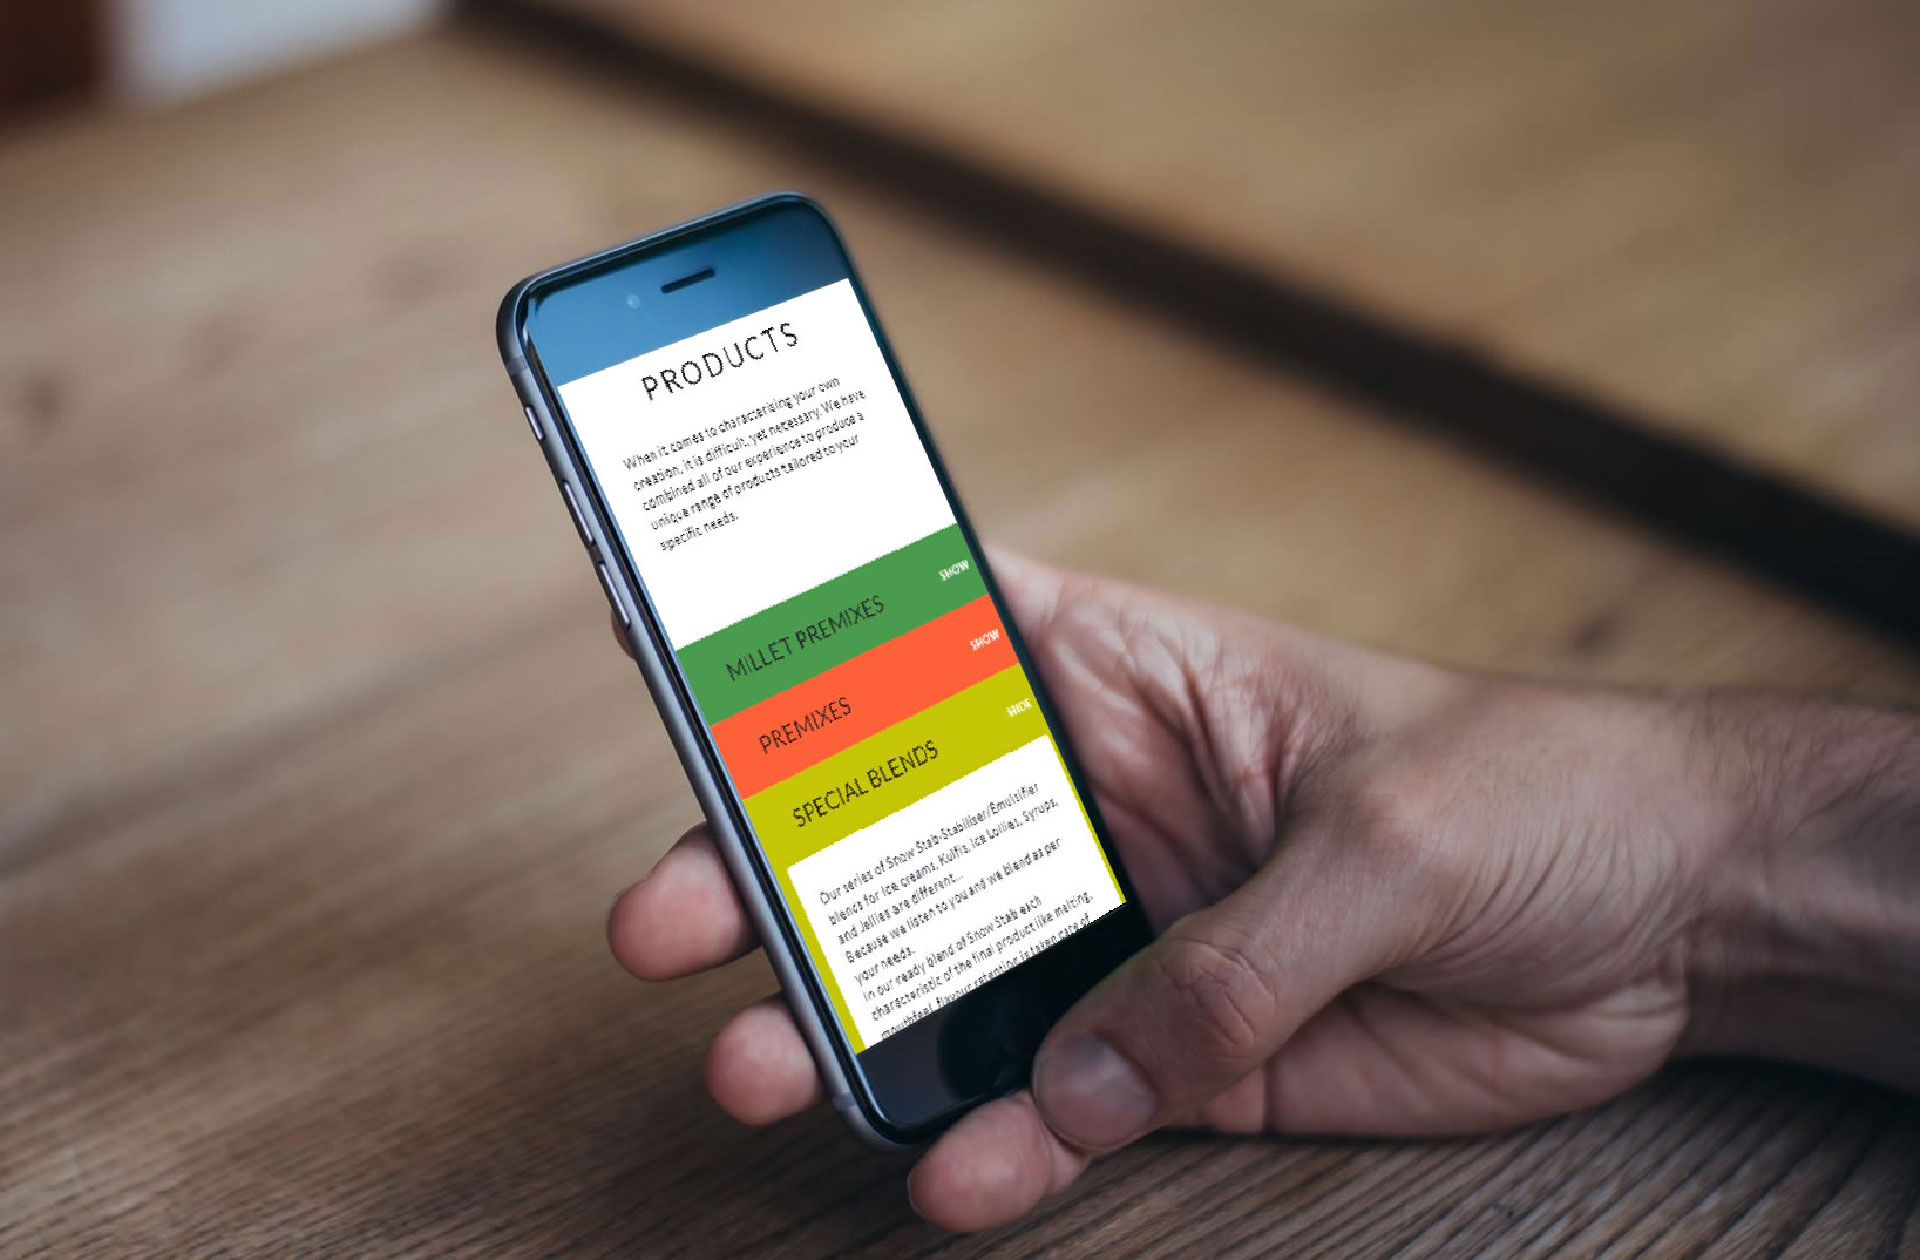 PRODUCTS
When it comes to characterising your own
creation, it is difficult, yet necessary. We have
combined all of our experience to produce a
unique range of products tailored to your
specific needs.
MILLET PREMIXES SHOW
PREMIXES SHOW
SPECIAL BLENDS HIDE
Our series of Snow Stab-Stabiliser/Emulsifier
blends for Ice creams, Kulfis, Ice Lollies, Syrups,
and Jellies are different...
Because we listen to you and we blend as per
your needs.
In our ready blend of Snow Stab each
characteristic of the final product like melting,
mouthfeel, flavour retention is taken care of